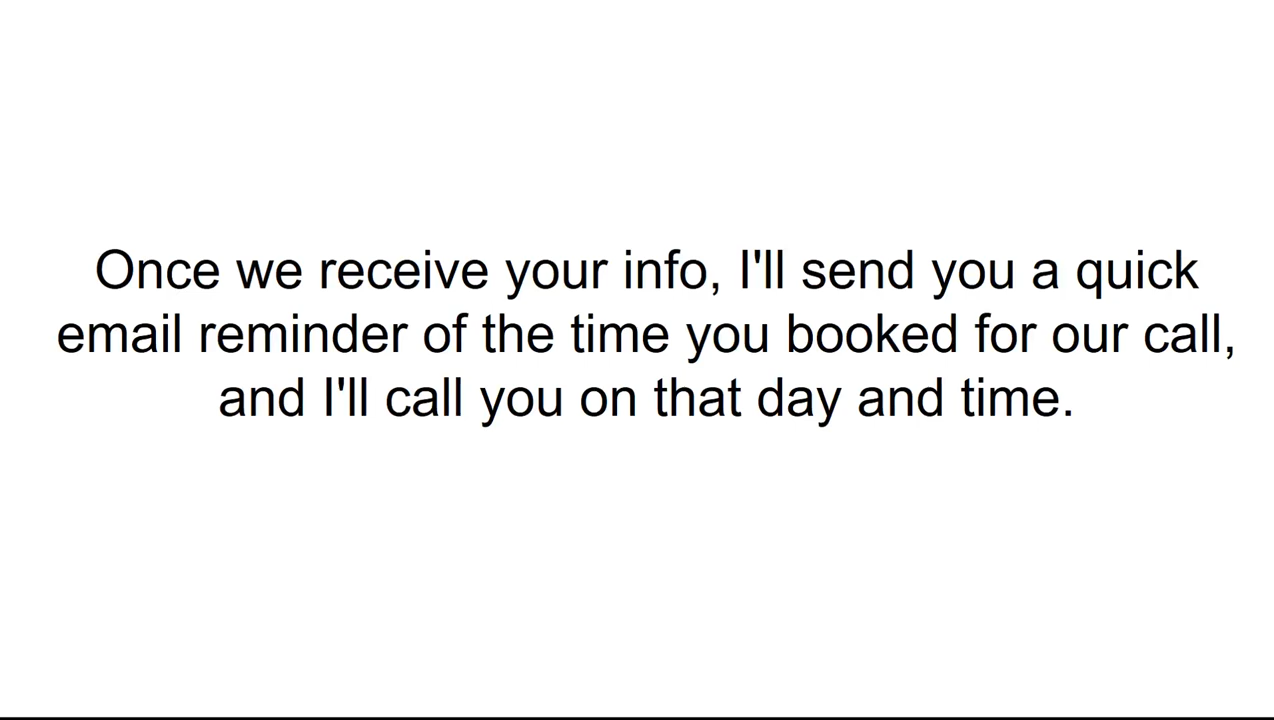 Once we receive your info, I'll send you a quick
email reminder of the time you booked for our call,
and I'll call you on that day and time.